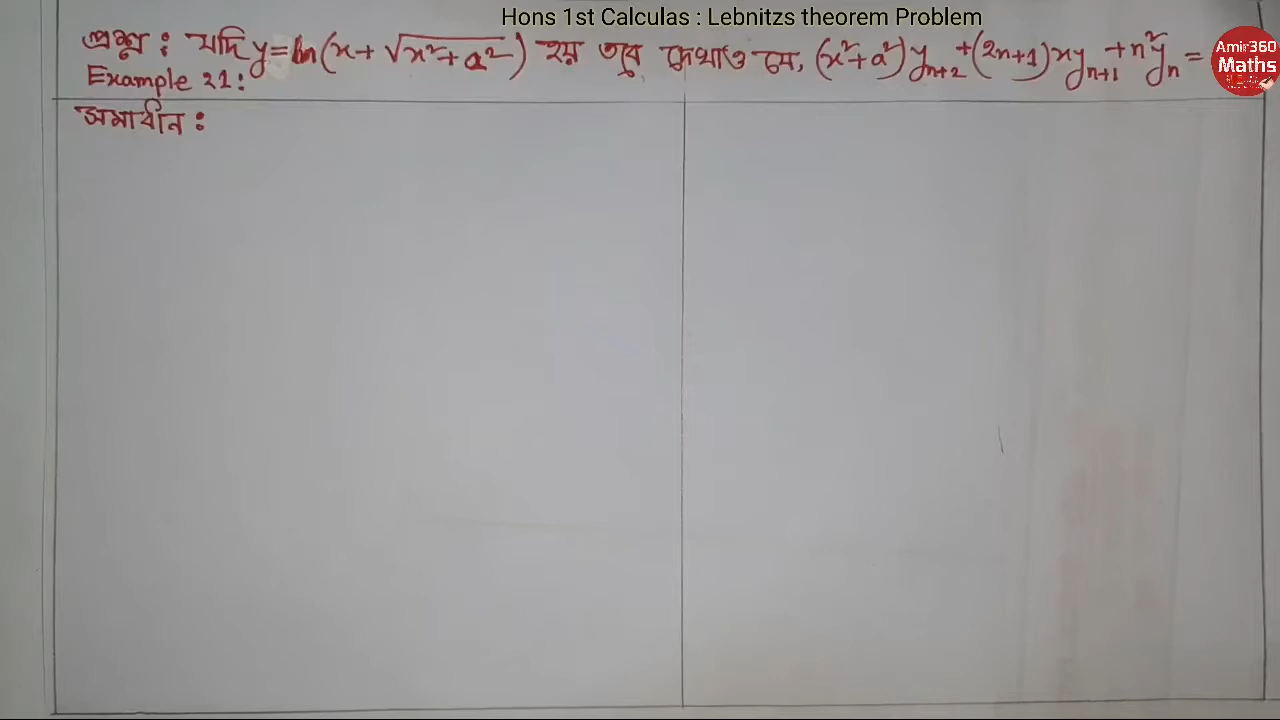 Hons 1st Calculas : Lebnitzs theorem Problem
প্রশ্ন : যদি y = ln(x + √(x² + a²)) হয় তবে দেখাও যে, (x² + a²)yₙ₊₂ + (2n+1)xyₙ₊₁ + n²yₙ =
Amir360
Maths
Example 21:
সমাধান :